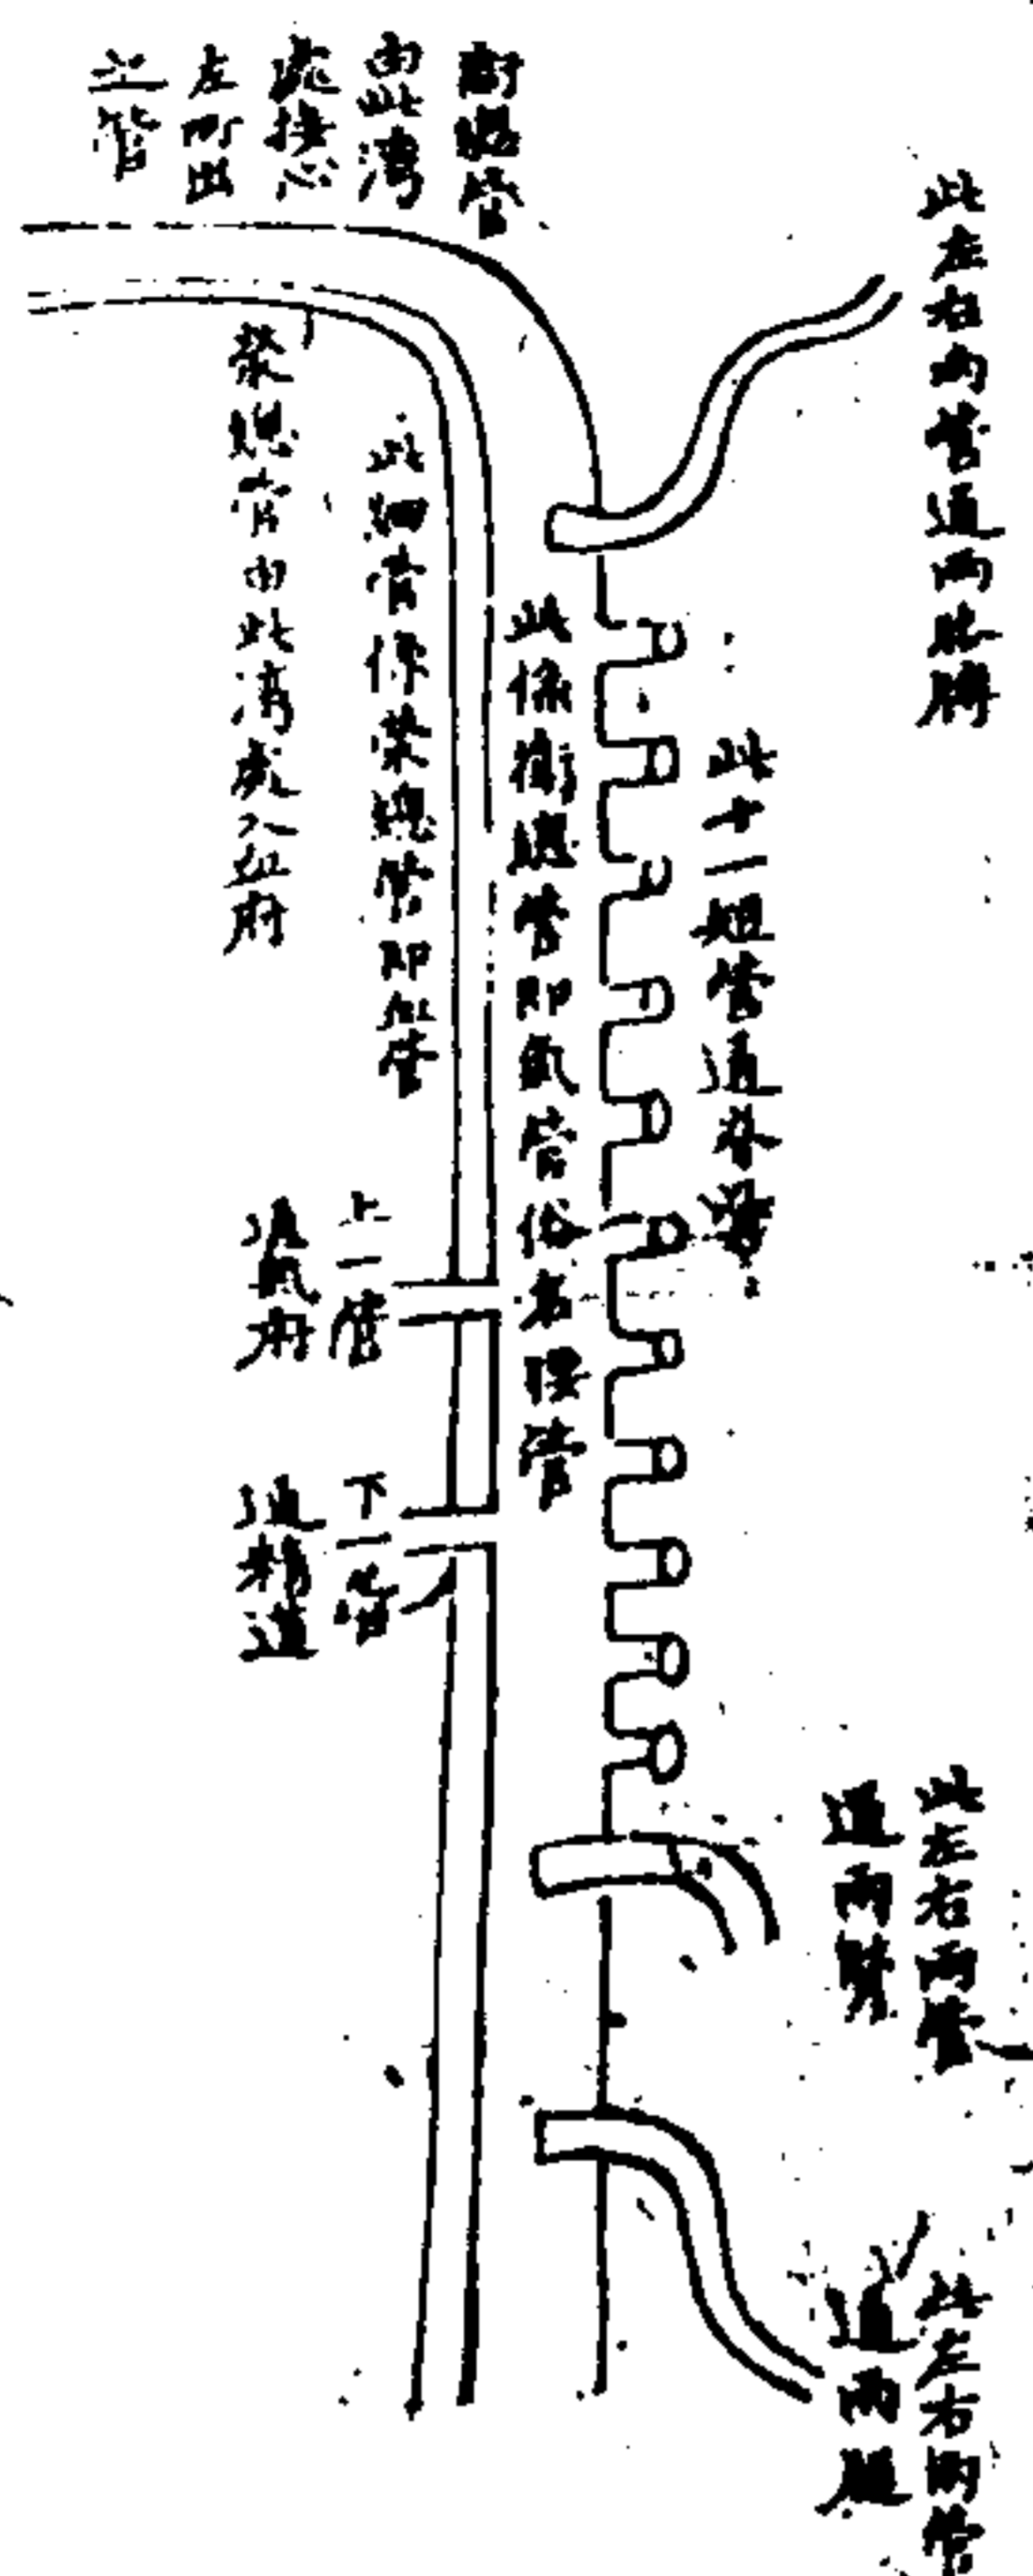 此左右兩管通兩肐膊
此十一短管通脊
衛總管
由此灣
處接心
左所出
之管
此係衛總管即氣管俗名腰管
此細管係榮總管即血管
榮總管由此灣處入血府
上一管
通氣府
下一管
通精道
此左右兩管
通兩腎
此左右兩管
通兩腿